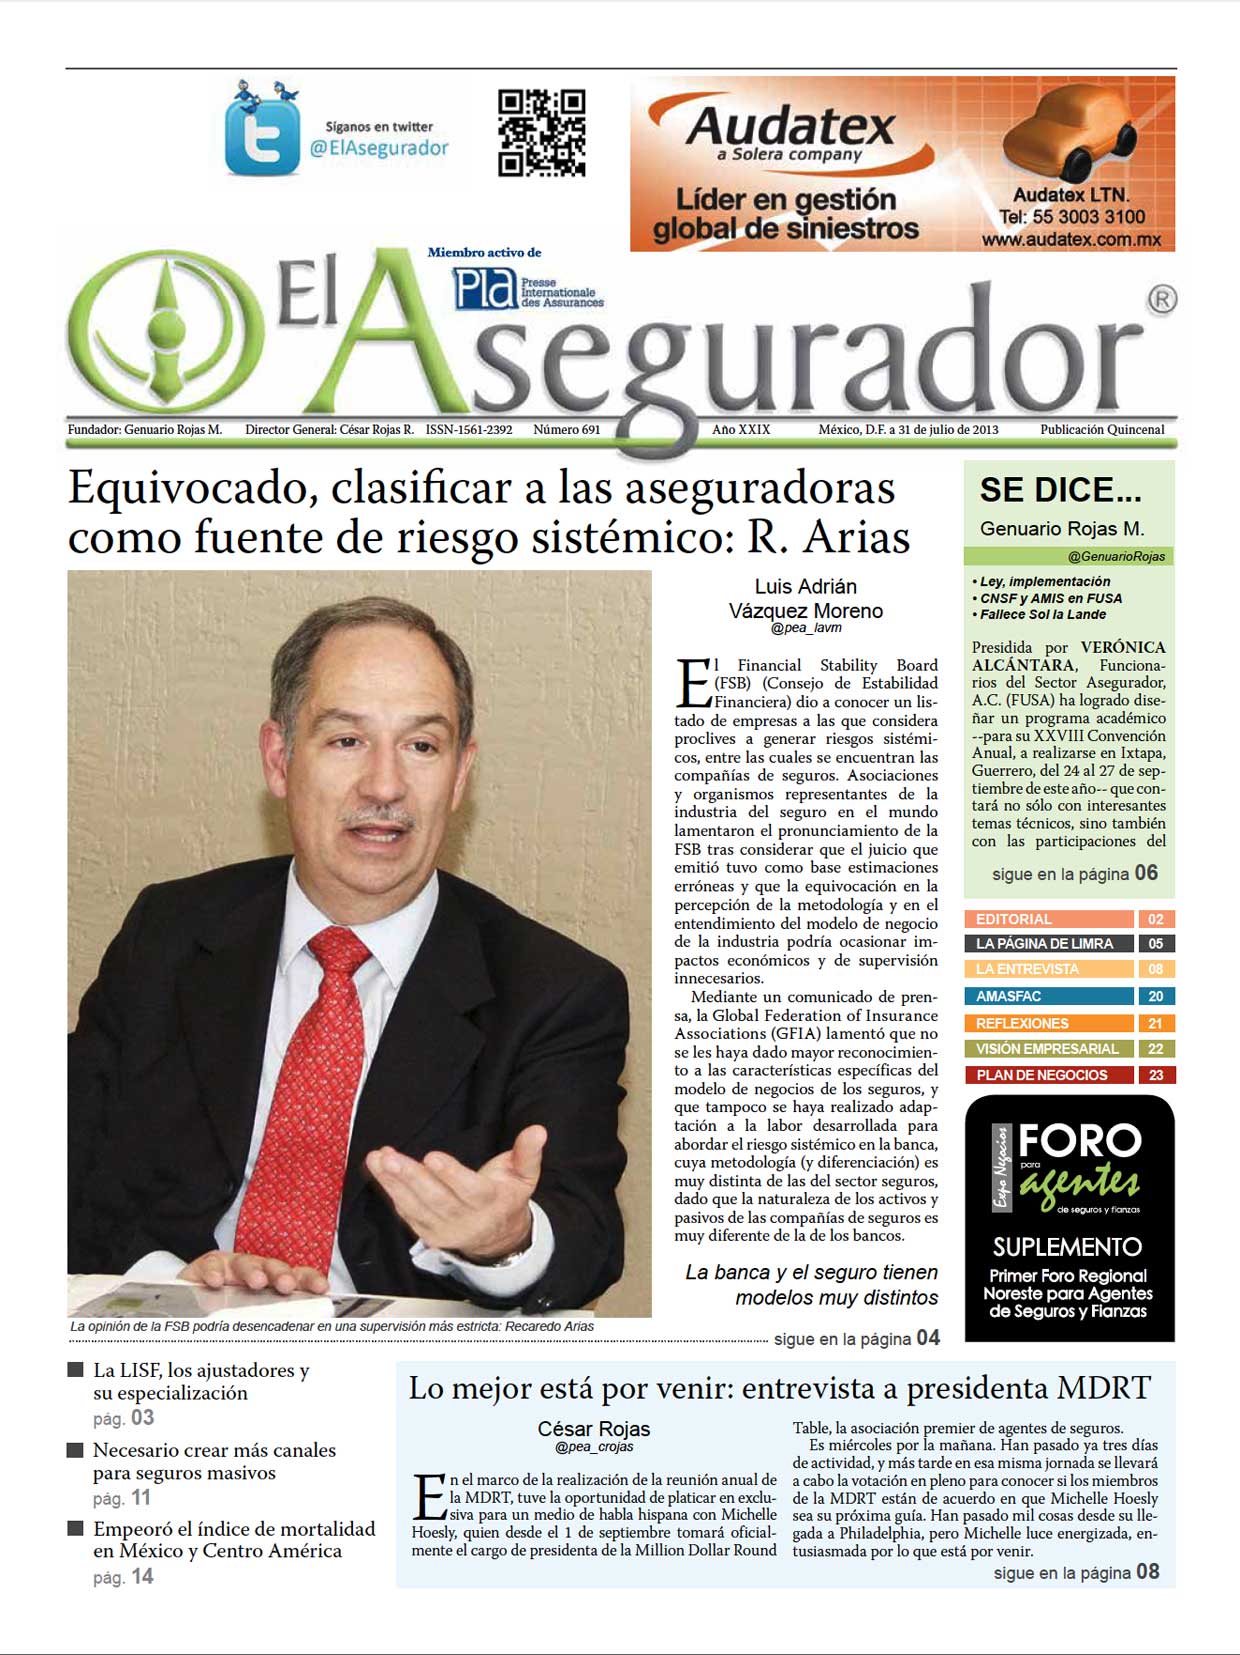 Síganos en twitter
@ElAsegurador
Audatex
a Solera company
Líder en gestión
global de siniestros
Audatex LTN.
Tel: 55 3003 3100
www.audatex.com.mx
Miembro activo de
PIA Presse
Internationale
des Assurances
El Asegurador®
Fundador: Genuario Rojas M. Director General: César Rojas R. ISSN-1561-2392 Número 691 Año XXIX México, D.F. a 31 de julio de 2013 Publicación Quincenal
Equivocado, clasificar a las aseguradoras
como fuente de riesgo sistémico: R. Arias
La opinión de la FSB podría desencadenar en una supervisión más estricta: Recaredo Arias
Luis Adrián
Vázquez Moreno
@pea_lavm
El Financial Stability Board
(FSB) (Consejo de Estabilidad
Financiera) dio a conocer un lis-
tado de empresas a las que considera
proclives a generar riesgos sistémi-
cos, entre las cuales se encuentran las
compañías de seguros. Asociaciones
y organismos representantes de la
industria del seguro en el mundo
lamentaron el pronunciamiento de la
FSB tras considerar que el juicio que
emitió tuvo como base estimaciones
erróneas y que la equivocación en la
percepción de la metodología y en el
entendimiento del modelo de negocio
de la industria podría ocasionar im-
pactos económicos y de supervisión
innecesarios.
Mediante un comunicado de pren-
sa, la Global Federation of Insurance
Associations (GFIA) lamentó que no
se les haya dado mayor reconocimien-
to a las características específicas del
modelo de negocios de los seguros, y
que tampoco se haya realizado adap-
tación a la labor desarrollada para
abordar el riesgo sistémico en la banca,
cuya metodología (y diferenciación) es
muy distinta de las del sector seguros,
dado que la naturaleza de los activos y
pasivos de las compañías de seguros es
muy diferente de la de los bancos.
La banca y el seguro tienen
modelos muy distintos
sigue en la página 04
SE DICE...
Genuario Rojas M.
@GenuarioRojas
• Ley, implementación
• CNSF y AMIS en FUSA
• Fallece Sol la Lande
Presidida por VERÓNICA
ALCÁNTARA, Funciona-
rios del Sector Asegurador,
A.C. (FUSA) ha logrado dise-
ñar un programa académico
--para su XXVIII Convención
Anual, a realizarse en Ixtapa,
Guerrero, del 24 al 27 de sep-
tiembre de este año-- que con-
tará no sólo con interesantes
temas técnicos, sino también
con las participaciones del
sigue en la página 06
EDITORIAL 02
LA PÁGINA DE LIMRA 05
LA ENTREVISTA 08
AMASFAC 20
REFLEXIONES 21
VISIÓN EMPRESARIAL 22
PLAN DE NEGOCIOS 23
Expo Negocios
FORO
para
agentes
de seguros y fianzas
SUPLEMENTO
Primer Foro Regional
Noreste para Agentes
de Seguros y Fianzas
La LISF, los ajustadores y
su especialización
pág. 03
Necesario crear más canales
para seguros masivos
pág. 11
Empeoró el índice de mortalidad
en México y Centro América
pág. 14
Lo mejor está por venir: entrevista a presidenta MDRT
César Rojas
@pea_crojas
En el marco de la realización de la reunión anual de
la MDRT, tuve la oportunidad de platicar en exclu-
siva para un medio de habla hispana con Michelle
Hoesly, quien desde el 1 de septiembre tomará oficial-
mente el cargo de presidenta de la Million Dollar Round
Table, la asociación premier de agentes de seguros.
Es miércoles por la mañana. Han pasado ya tres días
de actividad, y más tarde en esa misma jornada se llevará
a cabo la votación en pleno para conocer si los miembros
de la MDRT están de acuerdo en que Michelle Hoesly
sea su próxima guía. Han pasado mil cosas desde su lle-
gada a Philadelphia, pero Michelle luce energizada, en-
tusiasmada por lo que está por venir.
sigue en la página 08